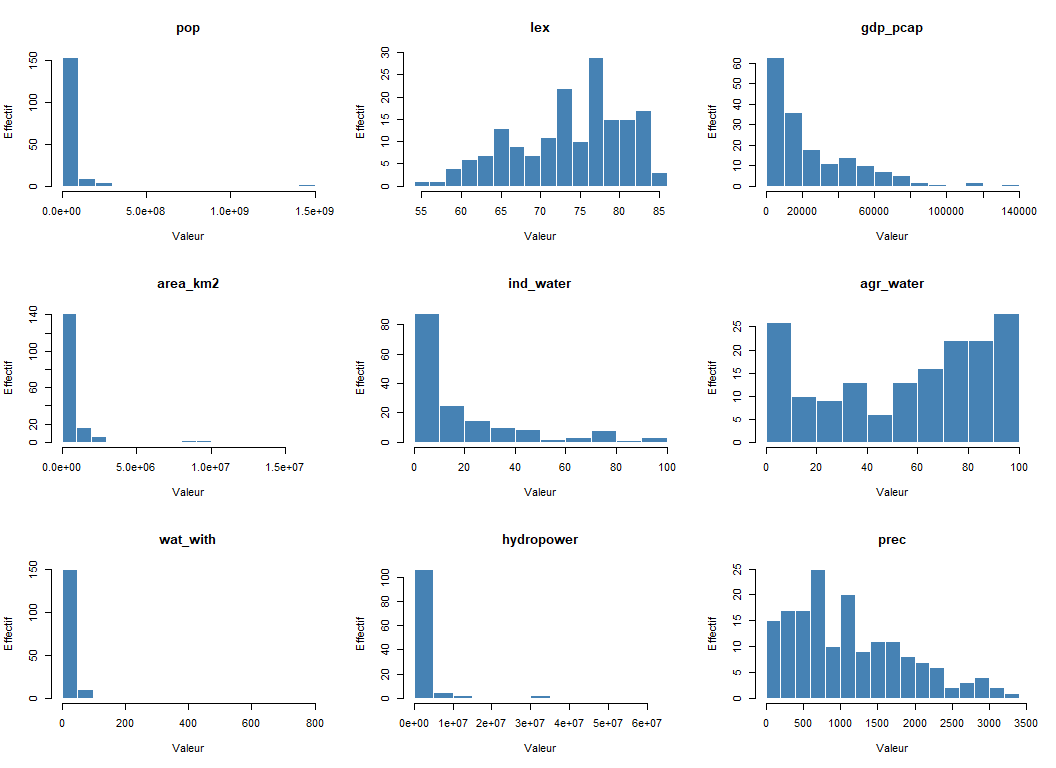 pop
Effectif
0 50 100 150
0.0e+00 5.0e+08 1.0e+09 1.5e+09
Valeur
lex
Effectif
0 5 10 15 20 25 30
55 60 65 70 75 80 85
Valeur
gdp_pcap
Effectif
0 10 20 30 40 50 60
0 20000 60000 100000 140000
Valeur
area_km2
Effectif
0 20 60 100 140
0.0e+00 5.0e+06 1.0e+07 1.5e+07
Valeur
ind_water
Effectif
0 20 40 60 80
0 20 40 60 80 100
Valeur
agr_water
Effectif
0 5 10 15 20 25
0 20 40 60 80 100
Valeur
wat_with
Effectif
0 50 100 150
0 200 400 600 800
Valeur
hydropower
Effectif
0 20 40 60 80 100
0e+00 1e+07 2e+07 3e+07 4e+07 5e+07 6e+07
Valeur
prec
Effectif
0 5 10 15 20 25
0 500 1000 1500 2000 2500 3000 3500
Valeur